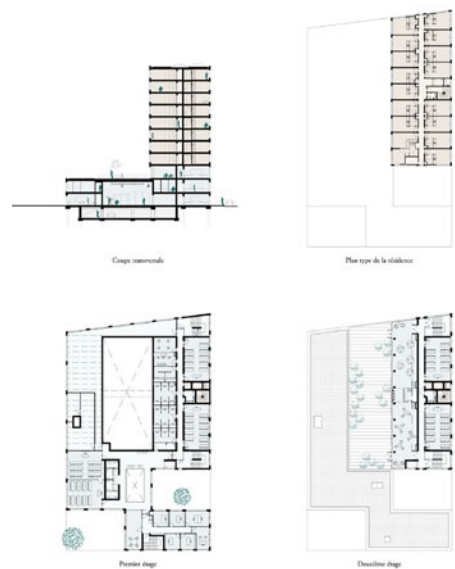 Coupe transversale
Plan type de la résidence
Premier étage
Deuxième étage